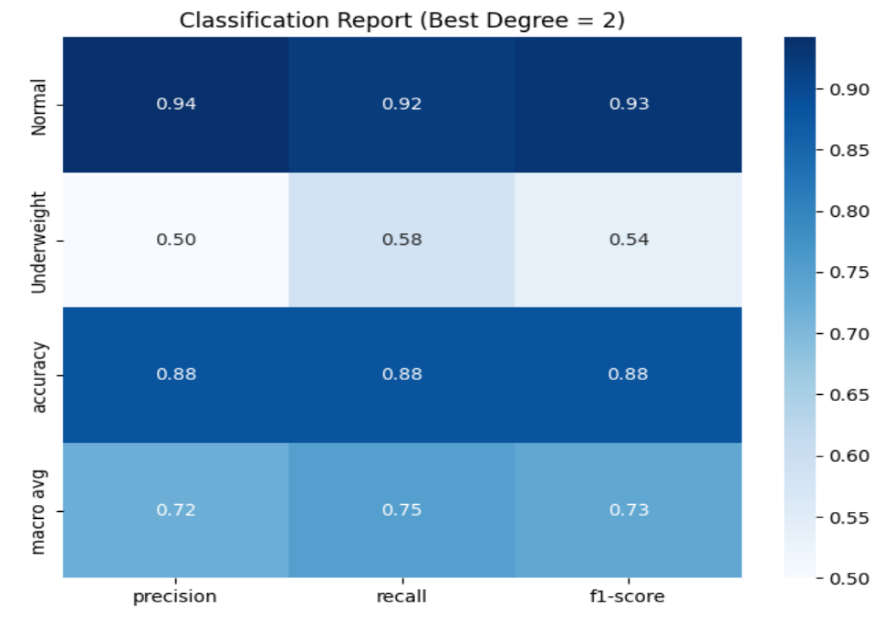 Classification Report (Best Degree = 2)
Normal 0.94 0.92 0.93
Underweight 0.50 0.58 0.54
accuracy 0.88 0.88 0.88
macro avg 0.72 0.75 0.73
precision recall f1-score
0.90
0.85
0.80
0.75
0.70
0.65
0.60
0.55
0.50